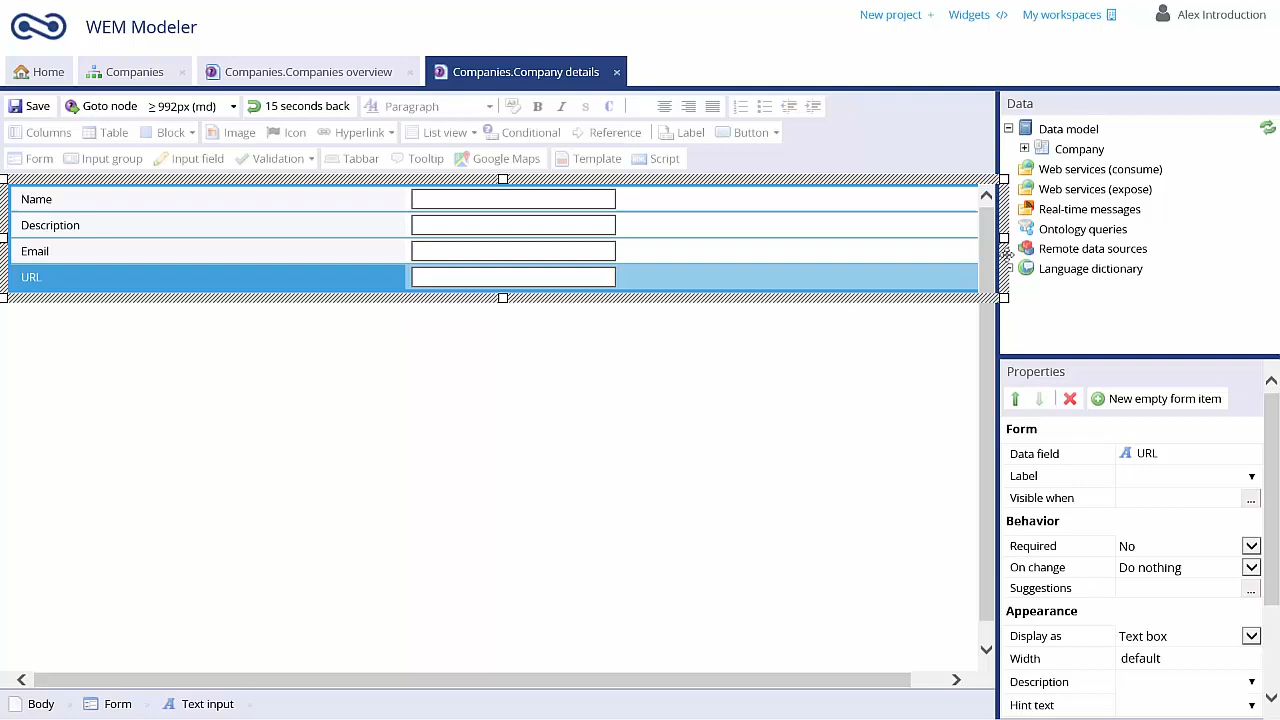 WEM Modeler
New project +
Widgets </>
My workspaces
Alex Introduction
Home
Companies ×
Companies.Companies overview ×
Companies.Company details ×
Save
Goto node
≥ 992px (md)
15 seconds back
Paragraph
B I S C
Columns
Table
Block
Image
Icon
Hyperlink
List view
Conditional
Reference
Label
Button
Form
Input group
Input field
Validation
Tabbar
Tooltip
Google Maps
Template
Script
Name
Description
Email
URL
Body
Form
Text input
Data
Data model
Company
Web services (consume)
Web services (expose)
Real-time messages
Ontology queries
Remote data sources
Language dictionary
Properties
New empty form item
Form
Data field URL
Label
Visible when ...
Behavior
Required No
On change Do nothing
Suggestions ...
Appearance
Display as Text box
Width default
Description
Hint text